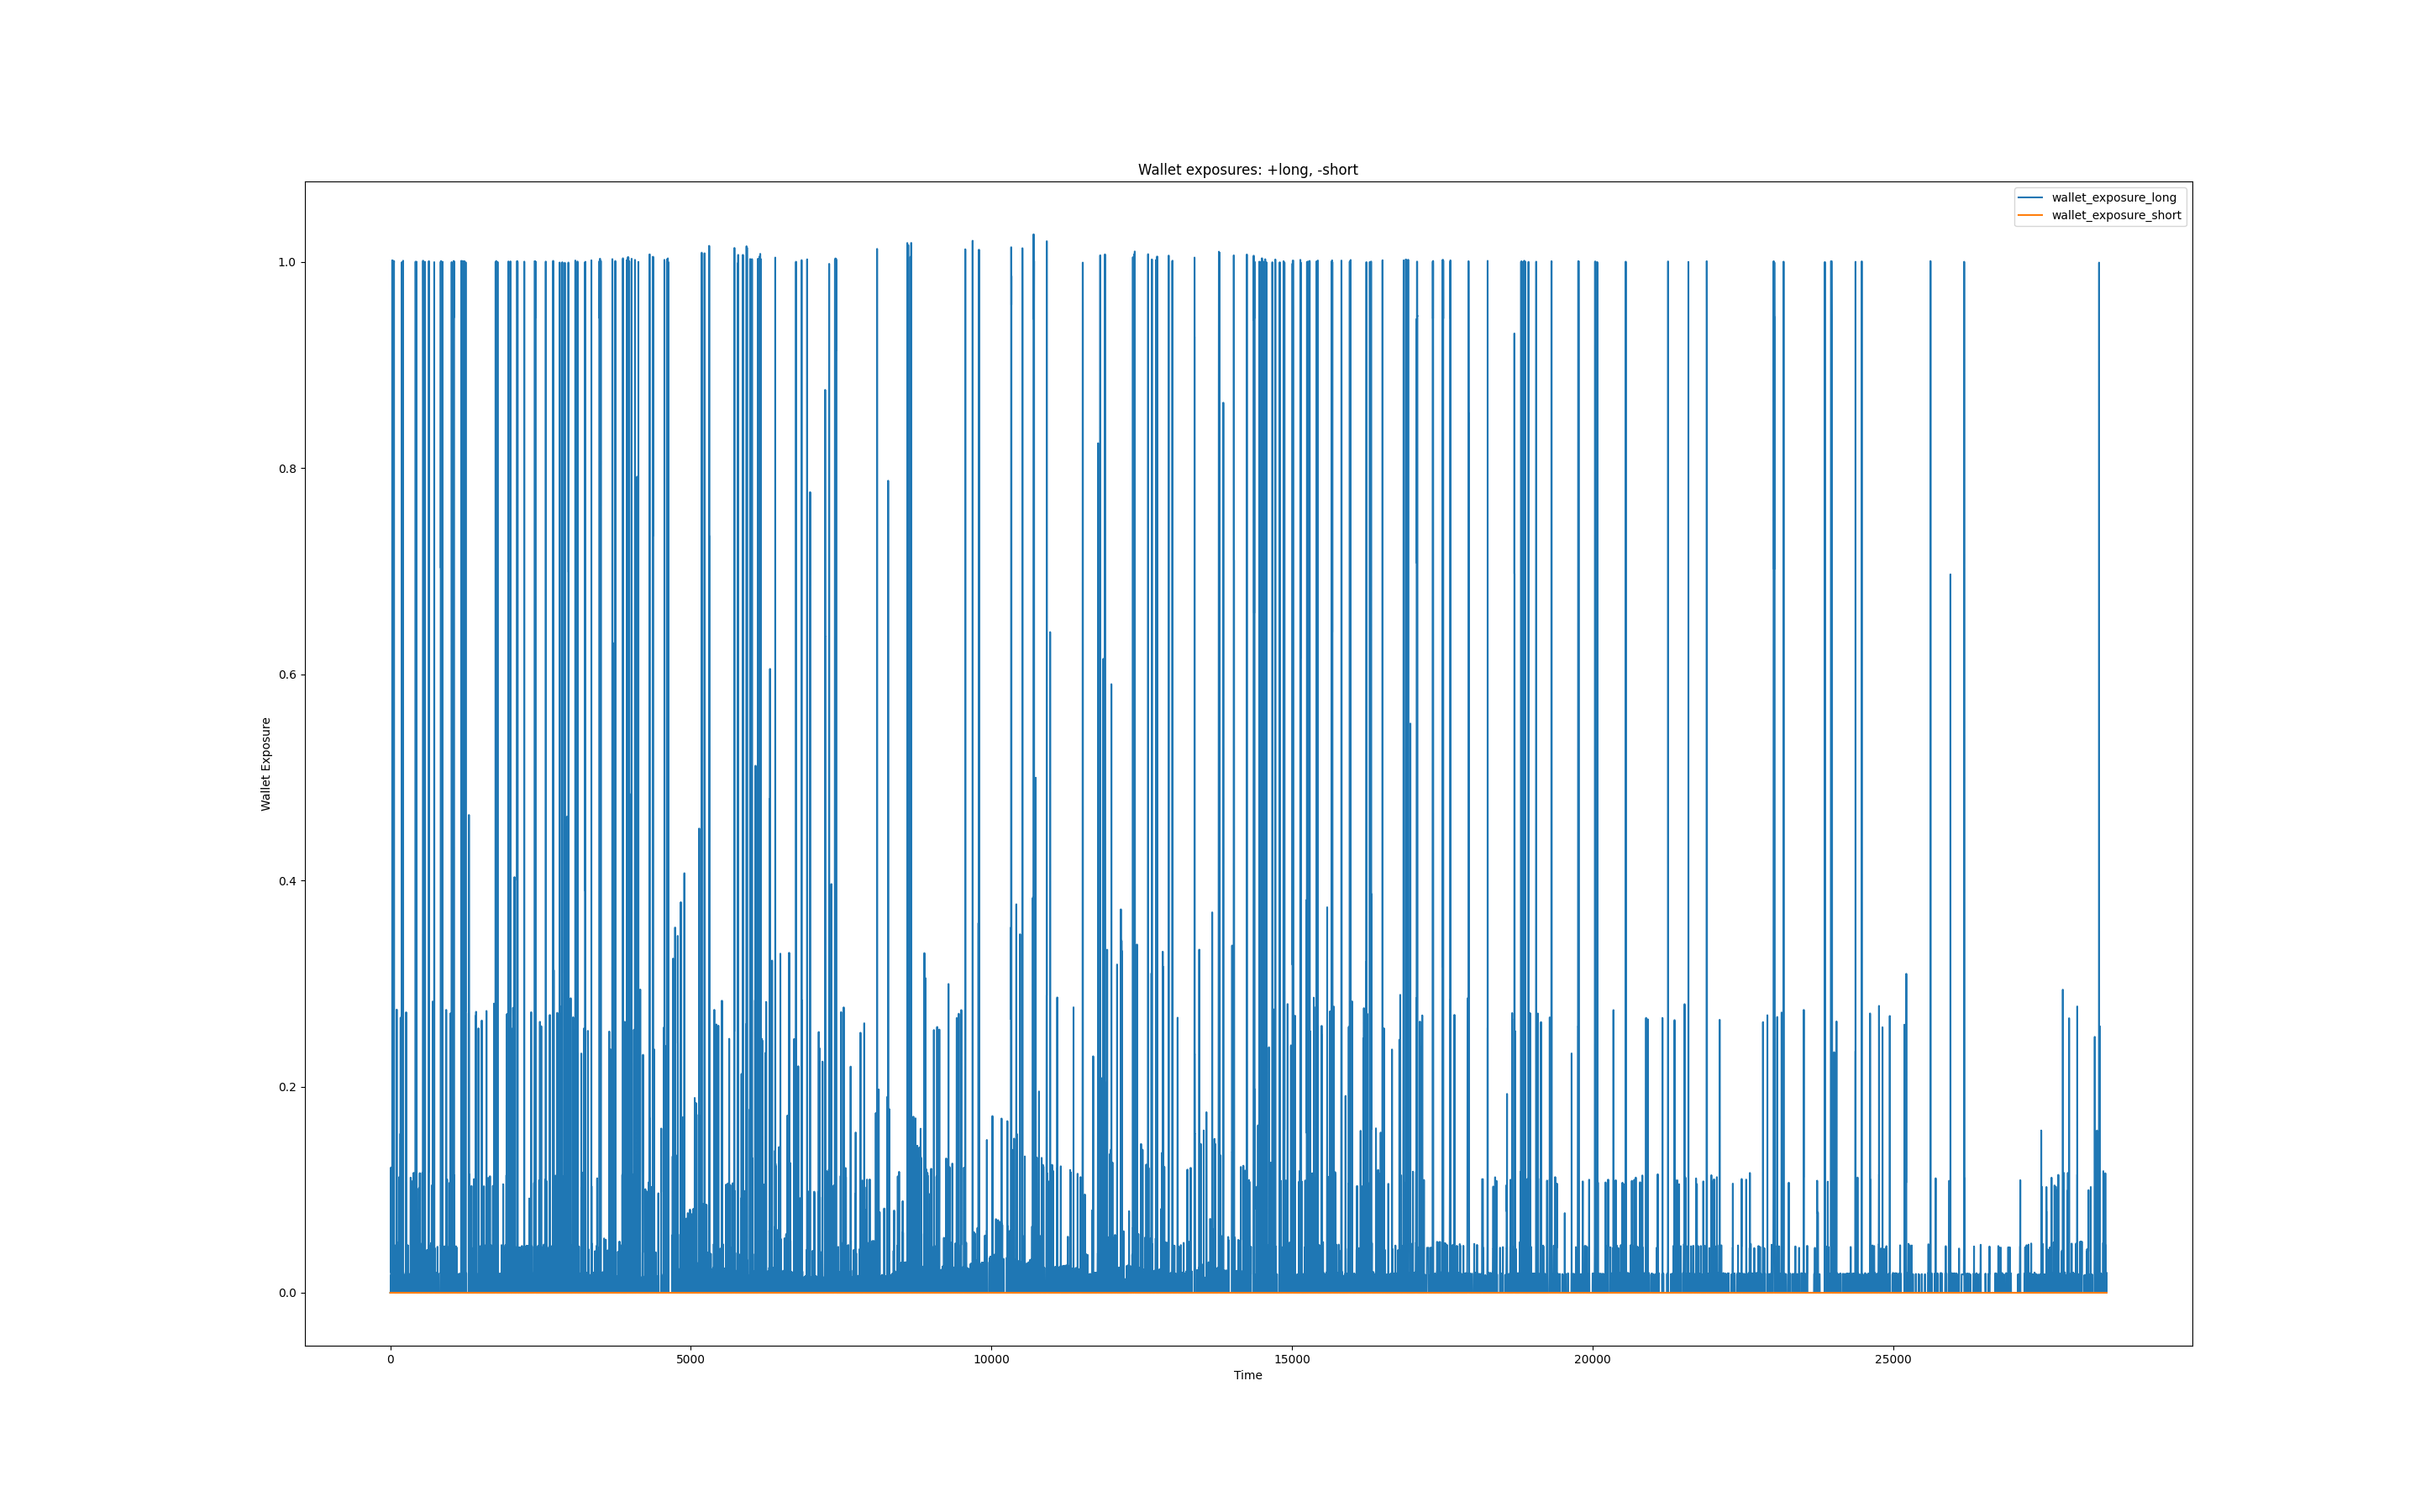 Wallet exposures: +long, -short
wallet_exposure_long
wallet_exposure_short
1.0
0.8
0.6
0.4
0.2
0.0
Wallet Exposure
0 5000 10000 15000 20000 25000
Time